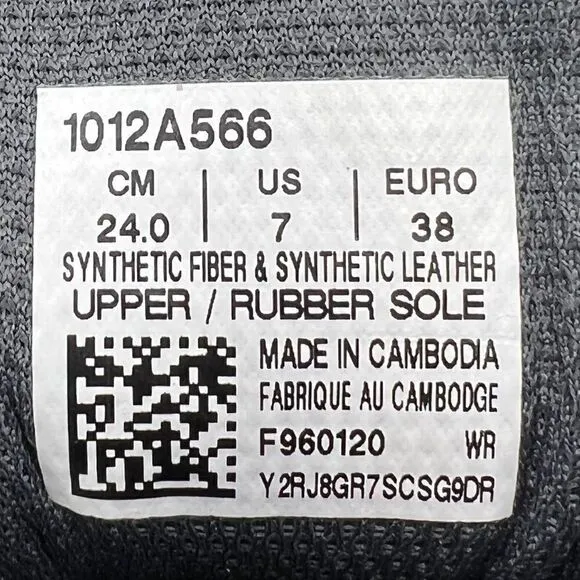 1012A566
CM | US | EURO
24.0 | 7 | 38
SYNTHETIC FIBER & SYNTHETIC LEATHER
UPPER / RUBBER SOLE
MADE IN CAMBODIA
FABRIQUE AU CAMBODGE
F960120 WR
Y2RJ8GR7SCSG9DR